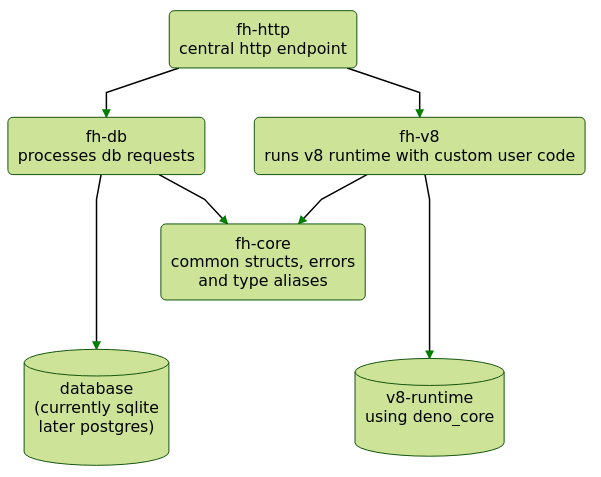 fh-http
central http endpoint
fh-db
processes db requests
fh-v8
runs v8 runtime with custom user code
fh-core
common structs, errors
and type aliases
database
(currently sqlite
later postgres)
v8-runtime
using deno_core